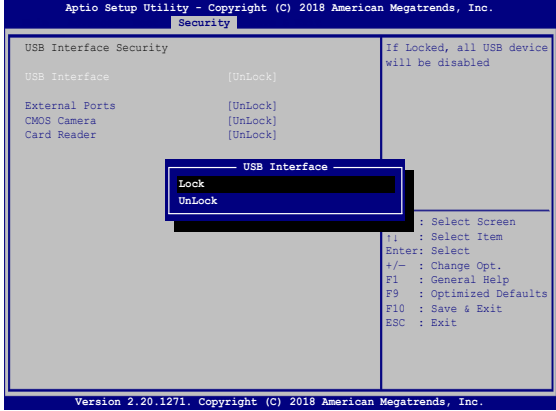 Aptio Setup Utility - Copyright (C) 2018 American Megatrends, Inc.
Security
USB Interface Security
USB Interface [UnLock]
External Ports [UnLock]
CMOS Camera [UnLock]
Card Reader [UnLock]
If Locked, all USB device
will be disabled
USB Interface
Lock
UnLock
: Select Screen
↑↓ : Select Item
Enter: Select
+/— : Change Opt.
F1 : General Help
F9 : Optimized Defaults
F10 : Save & Exit
ESC : Exit
Version 2.20.1271. Copyright (C) 2018 American Megatrends, Inc.